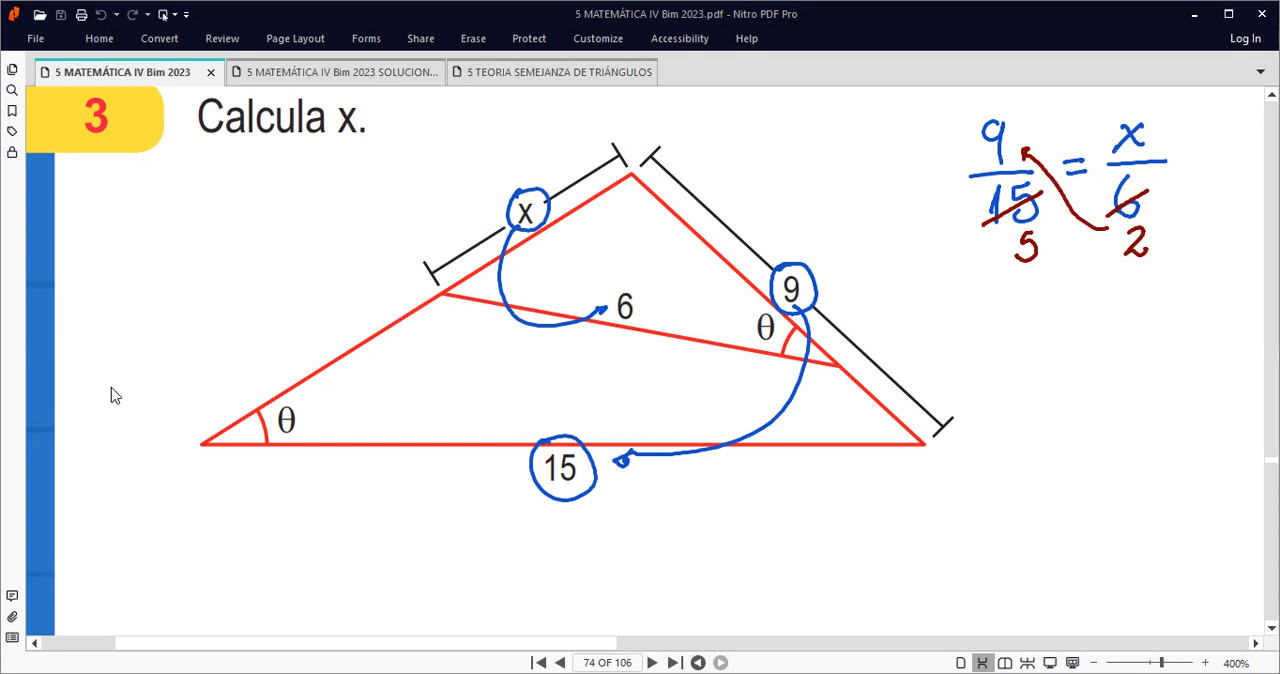 5 MATEMÁTICA IV Bim 2023.pdf - Nitro PDF Pro
File Home Convert Review Page Layout Forms Share Erase Protect Customize Accessibility Help Log In
5 MATEMÁTICA IV Bim 2023 5 MATEMÁTICA IV Bim 2023 SOLUCION... 5 TEORIA SEMEJANZA DE TRIÁNGULOS
3 Calcula x.
9 = x
15 6
5 2
x
9
6
θ
θ
15
74 OF 106
400%